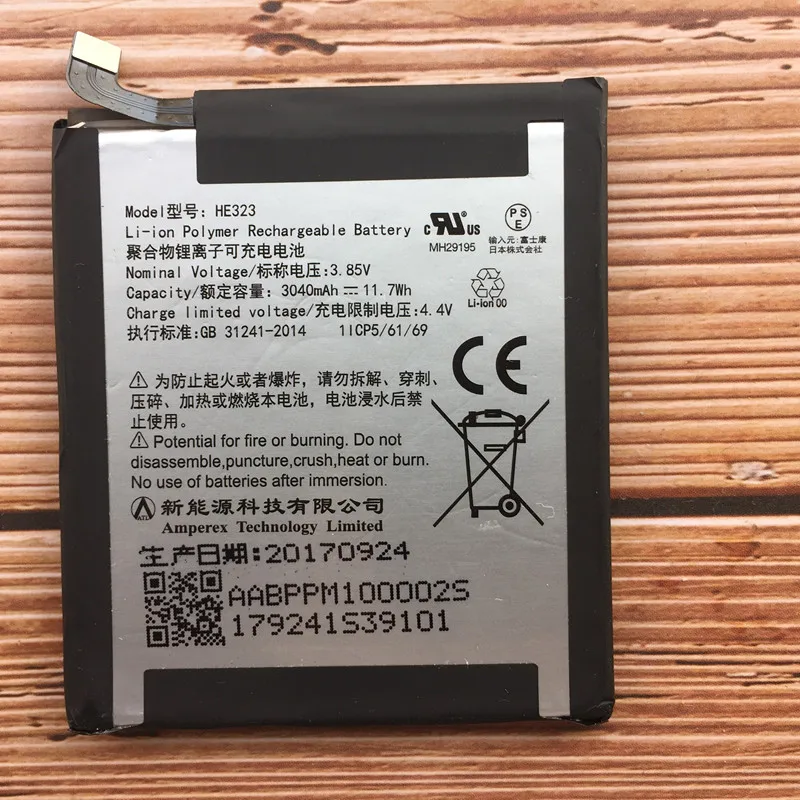 Model型号: HE323
Li-ion Polymer Rechargeable Battery
聚合物锂离子可充电电池
Nominal Voltage/标称电压: 3.85V
Capacity/额定容量: 3040mAh ⎓ 11.7Wh
Charge limited voltage/充电限制电压: 4.4V
执行标准: GB 31241-2014 1ICP5/61/69
c RU US
MH29195
PS
E
输入元: 富士康
日本株式会社
Li-ion 00
CE
⚠ 为防止起火或者爆炸，请勿拆解、穿刺、
压碎、加热或燃烧本电池，电池浸水后禁
止使用。
⚠ Potential for fire or burning. Do not
disassemble,puncture,crush,heat or burn.
No use of batteries after immersion.
ATL 新能源科技有限公司
Amperex Technology Limited
生产日期: 20170924
AABPPM100002S
179241S39101